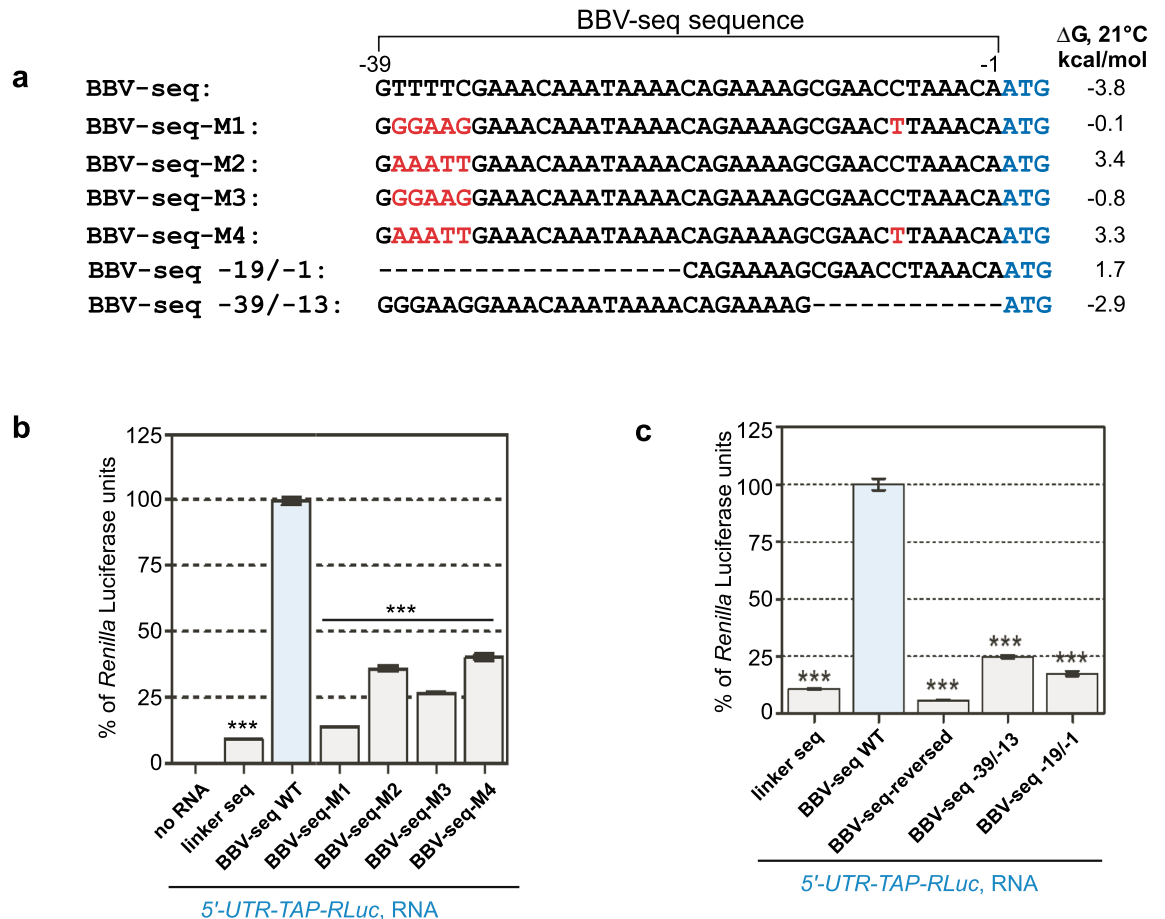 BBV-seq sequence
ΔG, 21°C
kcal/mol
a
-39
-1
BBV-seq: GTTTTCGAAACAAATAAAACAGAAAAGCGAACCTAAACAATG -3.8
BBV-seq-M1: GGGAAGGAAACAAATAAAACAGAAAAGCGAACTTAAACAATG -0.1
BBV-seq-M2: GAAATTGAAACAAATAAAACAGAAAAGCGAACCTAAACAATG 3.4
BBV-seq-M3: GGGAAGGAAACAAATAAAACAGAAAAGCGAACCTAAACAATG -0.8
BBV-seq-M4: GAAATTGAAACAAATAAAACAGAAAAGCGAACTTAAACAATG 3.3
BBV-seq -19/-1: -------------------CAGAAAAGCGAACCTAAACAATG 1.7
BBV-seq -39/-13: GGGAAGGAAACAAATAAAACAGAAAAG------------ATG -2.9
b
% of Renilla Luciferase units
125
100
75
50
25
0
***
***
no RNA
linker seq
BBV-seq WT
BBV-seq-M1
BBV-seq-M2
BBV-seq-M3
BBV-seq-M4
5'-UTR-TAP-RLuc, RNA
c
% of Renilla Luciferase units
125
100
75
50
25
0
***
***
***
***
linker seq
BBV-seq WT
BBV-seq-reversed
BBV-seq -39/-13
BBV-seq -19/-1
5'-UTR-TAP-RLuc, RNA